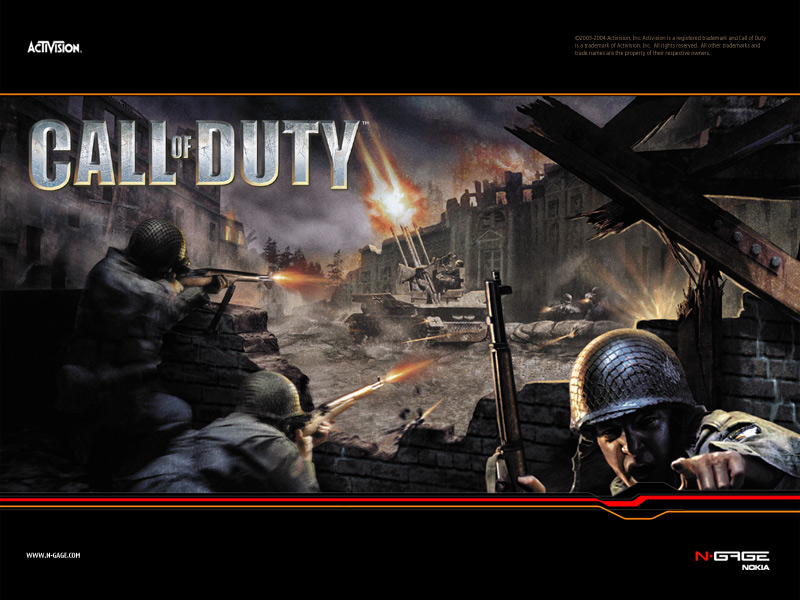 ACTIVISION.
©2003-2004 Activision, Inc. Activision is a registered trademark and Call of Duty
is a trademark of Activision, Inc. All rights reserved. All other trademarks and
trade names are the property of their respective owners.
CALL OF DUTY™
WWW.N-GAGE.COM
N·GAGE
NOKIA